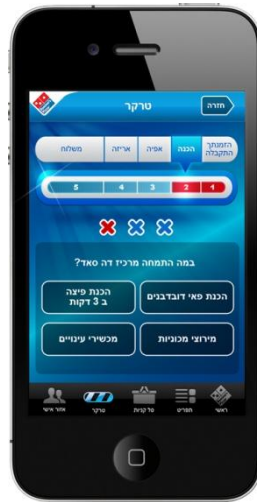 חזרה
טרקר
הזמנתך
התקבלה
הכנה
אפיה
אריזה
משלוח
1 2 3 4 5
במה התמחה מרכיז דה סאד?
הכנת פאי דובדבנים
הכנת פיצה
ב 3 דקות
מירוצי מכוניות
מכשירי עינויים
ראשי
תפריט
סל קניות
טרקר
אזור אישי